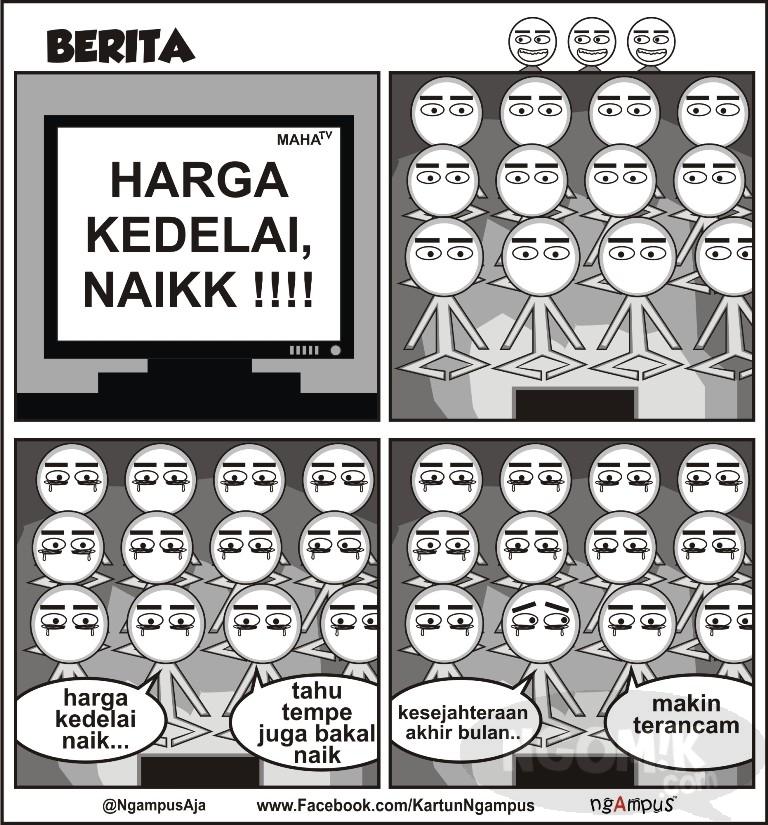 BERITA
MAHATV
HARGA
KEDELAI,
NAIKK !!!!
harga
kedelai
naik...
tahu
tempe
juga bakal
naik
kesejahteraan
akhir bulan..
makin
terancam
NGOMIK
.com
@NgampusAja
www.Facebook.com/KartunNgampus
ngAmpus